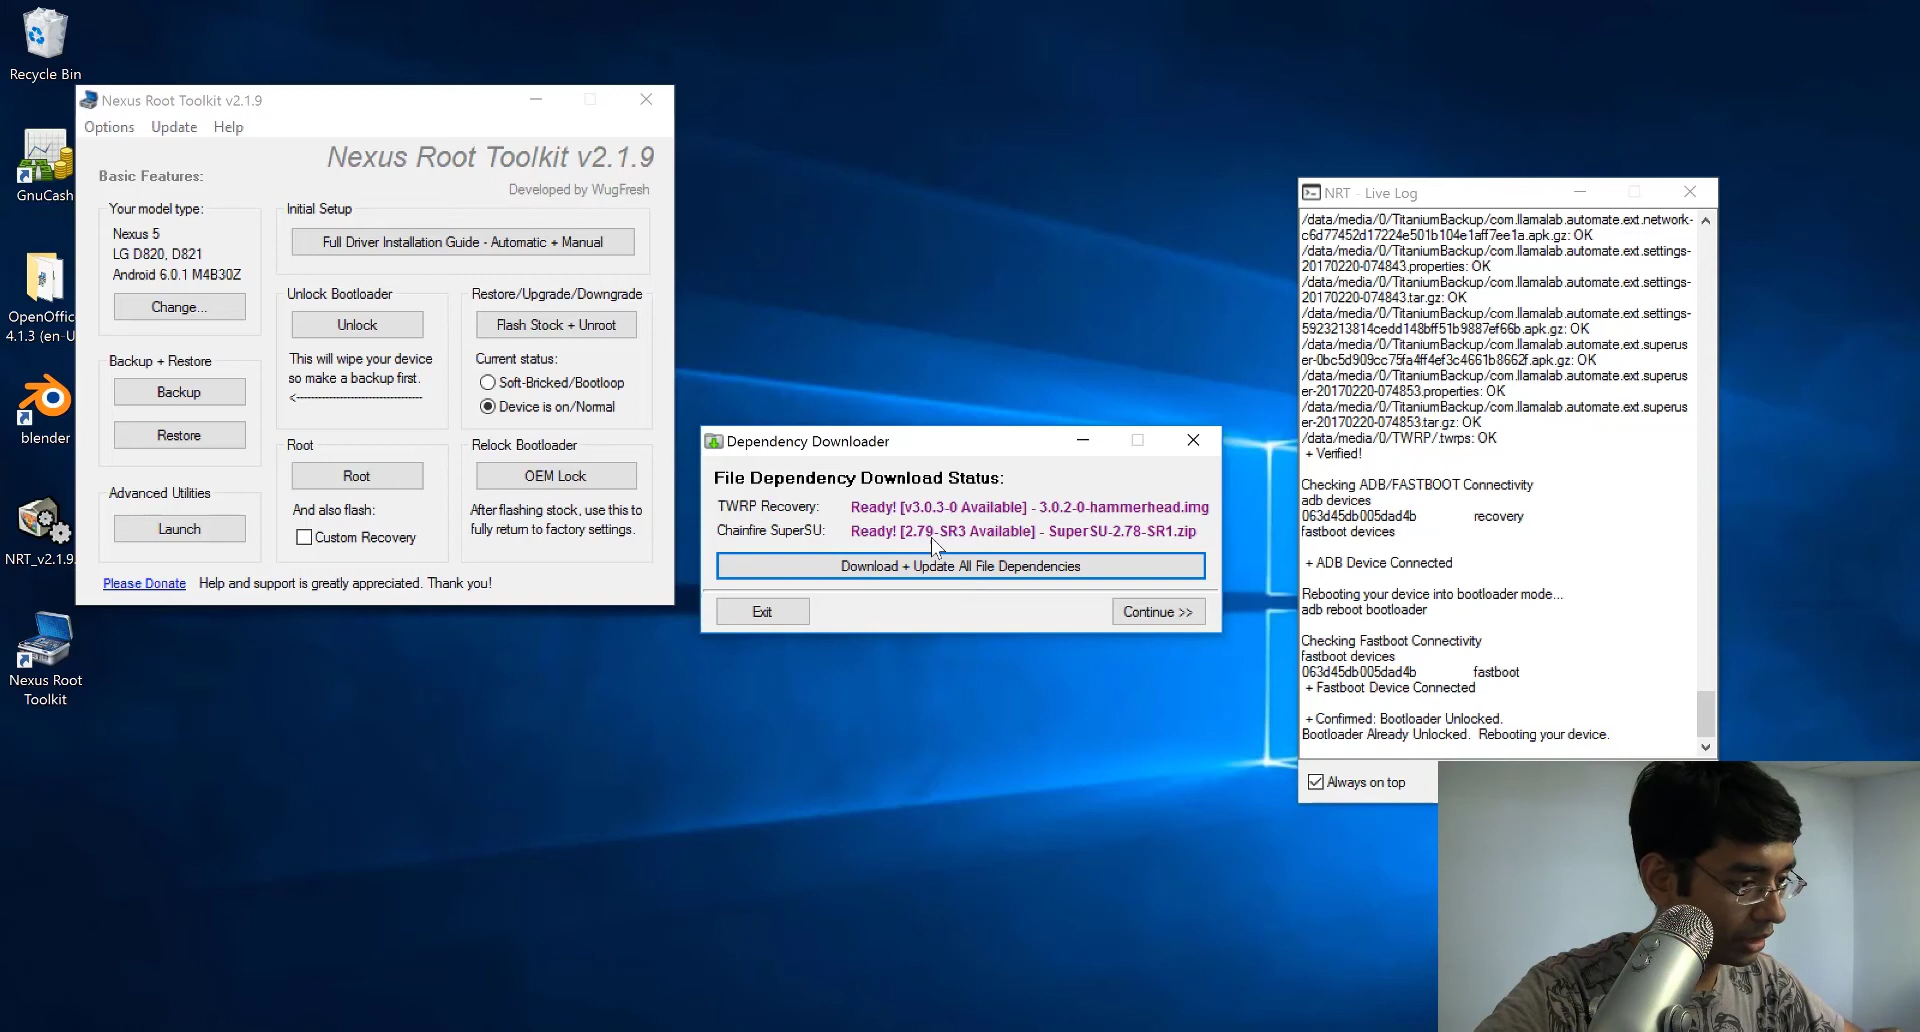 Recycle Bin
GnuCash
OpenOffic
4.1.3 (en-U
blender
NRT_v2.1.9.
Nexus Root
Toolkit
Nexus Root Toolkit v2.1.9
Options Update Help
Nexus Root Toolkit v2.1.9
Developed by WugFresh
Basic Features:
Your model type:
Nexus 5
LG D820, D821
Android 6.0.1 M4B30Z
Change...
Backup + Restore
Backup
Restore
Advanced Utilities
Launch
Initial Setup
Full Driver Installation Guide - Automatic + Manual
Unlock Bootloader
Unlock
This will wipe your device
so make a backup first.
<-----------------------------------
Restore/Upgrade/Downgrade
Flash Stock + Unroot
Current status:
Soft-Bricked/Bootloop
Device is on/Normal
Root
Root
And also flash:
Custom Recovery
Relock Bootloader
OEM Lock
After flashing stock, use this to
fully return to factory settings.
Please Donate Help and support is greatly appreciated. Thank you!
Dependency Downloader
File Dependency Download Status:
TWRP Recovery: Ready! [v3.0.3-0 Available] - 3.0.2-0-hammerhead.img
Chainfire SuperSU: Ready! [2.79-SR3 Available] - SuperSU-2.78-SR1.zip
Download + Update All File Dependencies
Exit
Continue >>
NRT - Live Log
/data/media/0/TitaniumBackup/com.llamalab.automate.ext.network-
c6d77452d17224e501b104e1aff7ee1a.apk.gz: OK
/data/media/0/TitaniumBackup/com.llamalab.automate.ext.settings-
20170220-074843.properties: OK
/data/media/0/TitaniumBackup/com.llamalab.automate.ext.settings-
20170220-074843.tar.gz: OK
/data/media/0/TitaniumBackup/com.llamalab.automate.ext.settings-
5923213814cedd148bff51b9887ef66b.apk.gz: OK
/data/media/0/TitaniumBackup/com.llamalab.automate.ext.superus
er-0bc5d909cc75fa4ff4ef3c4661b8662f.apk.gz: OK
/data/media/0/TitaniumBackup/com.llamalab.automate.ext.superus
er-20170220-074853.properties: OK
/data/media/0/TitaniumBackup/com.llamalab.automate.ext.superus
er-20170220-074853.tar.gz: OK
/data/media/0/TWRP/.twrps: OK
+ Verified!
Checking ADB/FASTBOOT Connectivity
adb devices
063d45db005dad4b recovery
fastboot devices
+ ADB Device Connected
Rebooting your device into bootloader mode...
adb reboot bootloader
Checking Fastboot Connectivity
fastboot devices
063d45db005dad4b fastboot
+ Fastboot Device Connected
+ Confirmed: Bootloader Unlocked.
Bootloader Already Unlocked. Rebooting your device.
Always on top